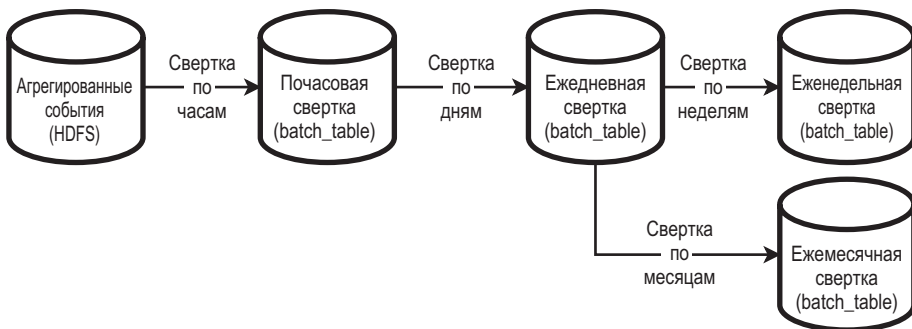 Агрегированные
события
(HDFS)
Свертка
по
часам
Почасовая
свертка
(batch_table)
Свертка
по
дням
Ежедневная
свертка
(batch_table)
Свертка
по
неделям
Еженедельная
свертка
(batch_table)
Свертка
по
месяцам
Ежемесячная
свертка
(batch_table)